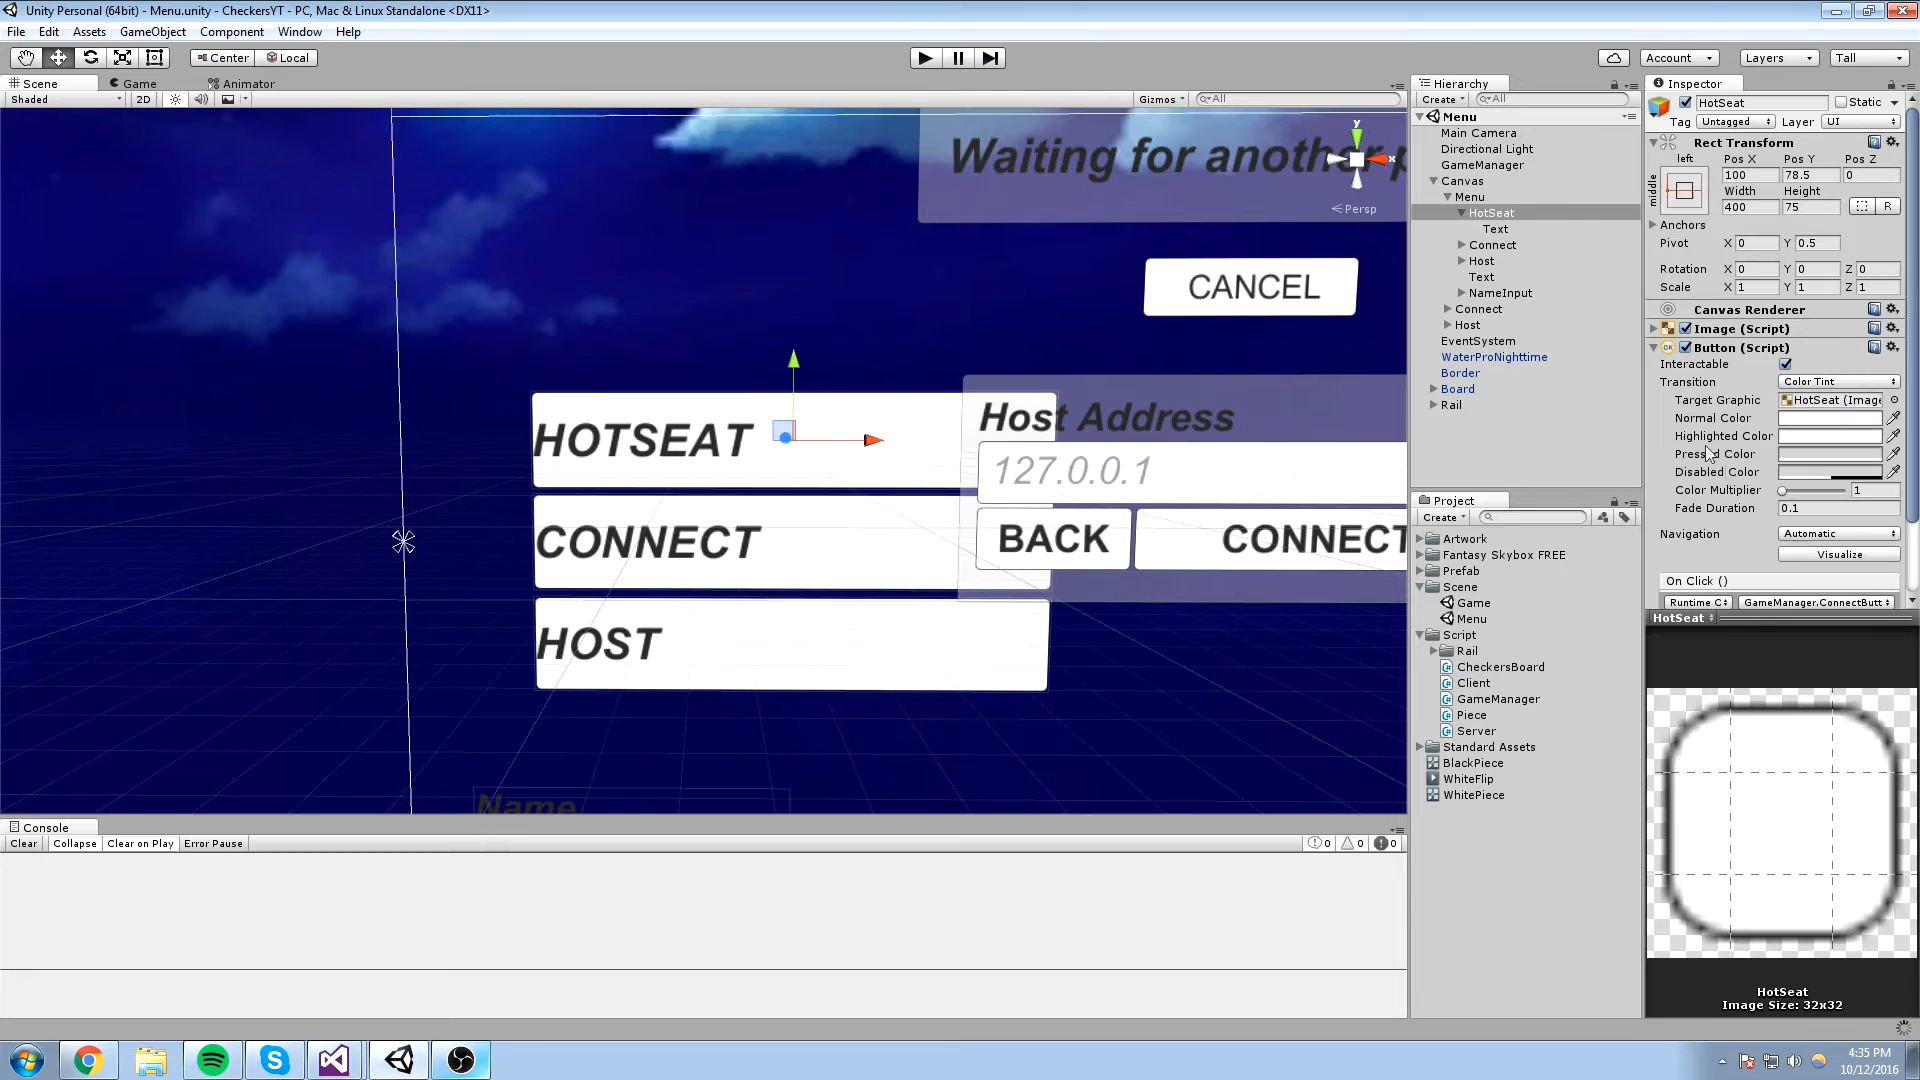 Unity Personal (64bit) - Menu.unity - CheckersYT - PC, Mac & Linux Standalone <DX11>
File Edit Assets GameObject Component Window Help
Center Local
Account Layers Tall
Scene Game Animator
Shaded 2D Gizmos All
Waiting for another p
y
x
Persp
CANCEL
HOTSEAT
CONNECT
HOST
Host Address
127.0.0.1
BACK CONNECT
Name
Console
Clear Collapse Clear on Play Error Pause 0 0 0
Hierarchy
Create All
Menu
Main Camera
Directional Light
GameManager
Canvas
Menu
HotSeat
Text
Connect
Host
Text
NameInput
Connect
Host
EventSystem
WaterProNighttime
Border
Board
Rail
Project
Create
Artwork
Fantasy Skybox FREE
Prefab
Scene
Game
Menu
Script
Rail
CheckersBoard
Client
GameManager
Piece
Server
Standard Assets
BlackPiece
WhiteFlip
WhitePiece
Inspector
HotSeat Static
Tag Untagged Layer UI
Rect Transform
left Pos X Pos Y Pos Z
middle 100 78.5 0
Width Height
400 75 R
Anchors
Pivot X 0 Y 0.5
Rotation X 0 Y 0 Z 0
Scale X 1 Y 1 Z 1
Canvas Renderer
Image (Script)
OK Button (Script)
Interactable
Transition Color Tint
Target Graphic HotSeat (Image
Normal Color
Highlighted Color
Pressed Color
Disabled Color
Color Multiplier 1
Fade Duration 0.1
Navigation Automatic
Visualize
On Click ()
Runtime C GameManager.ConnectButt
HotSeat
HotSeat
Image Size: 32x32
4:35 PM
10/12/2016